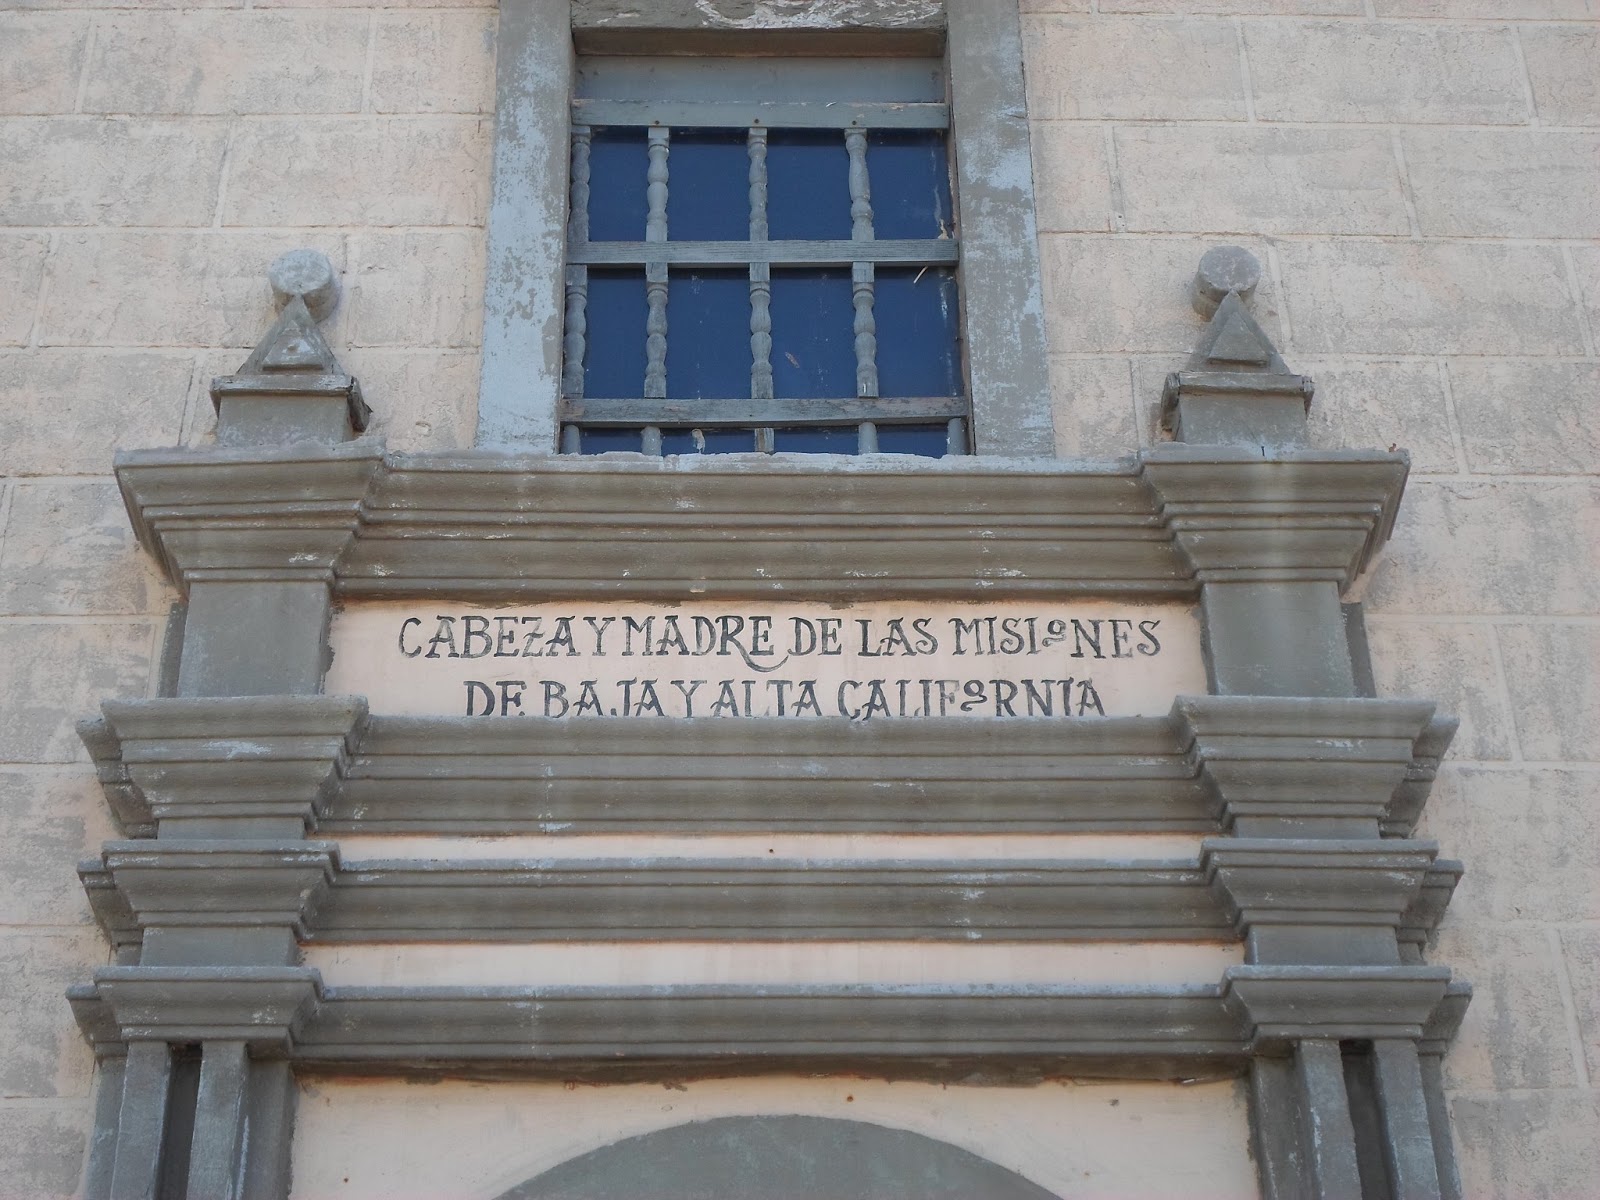 CABEZA Y MADRE DE LAS MISIONES
DE BAJA Y ALTA CALIFORNIA